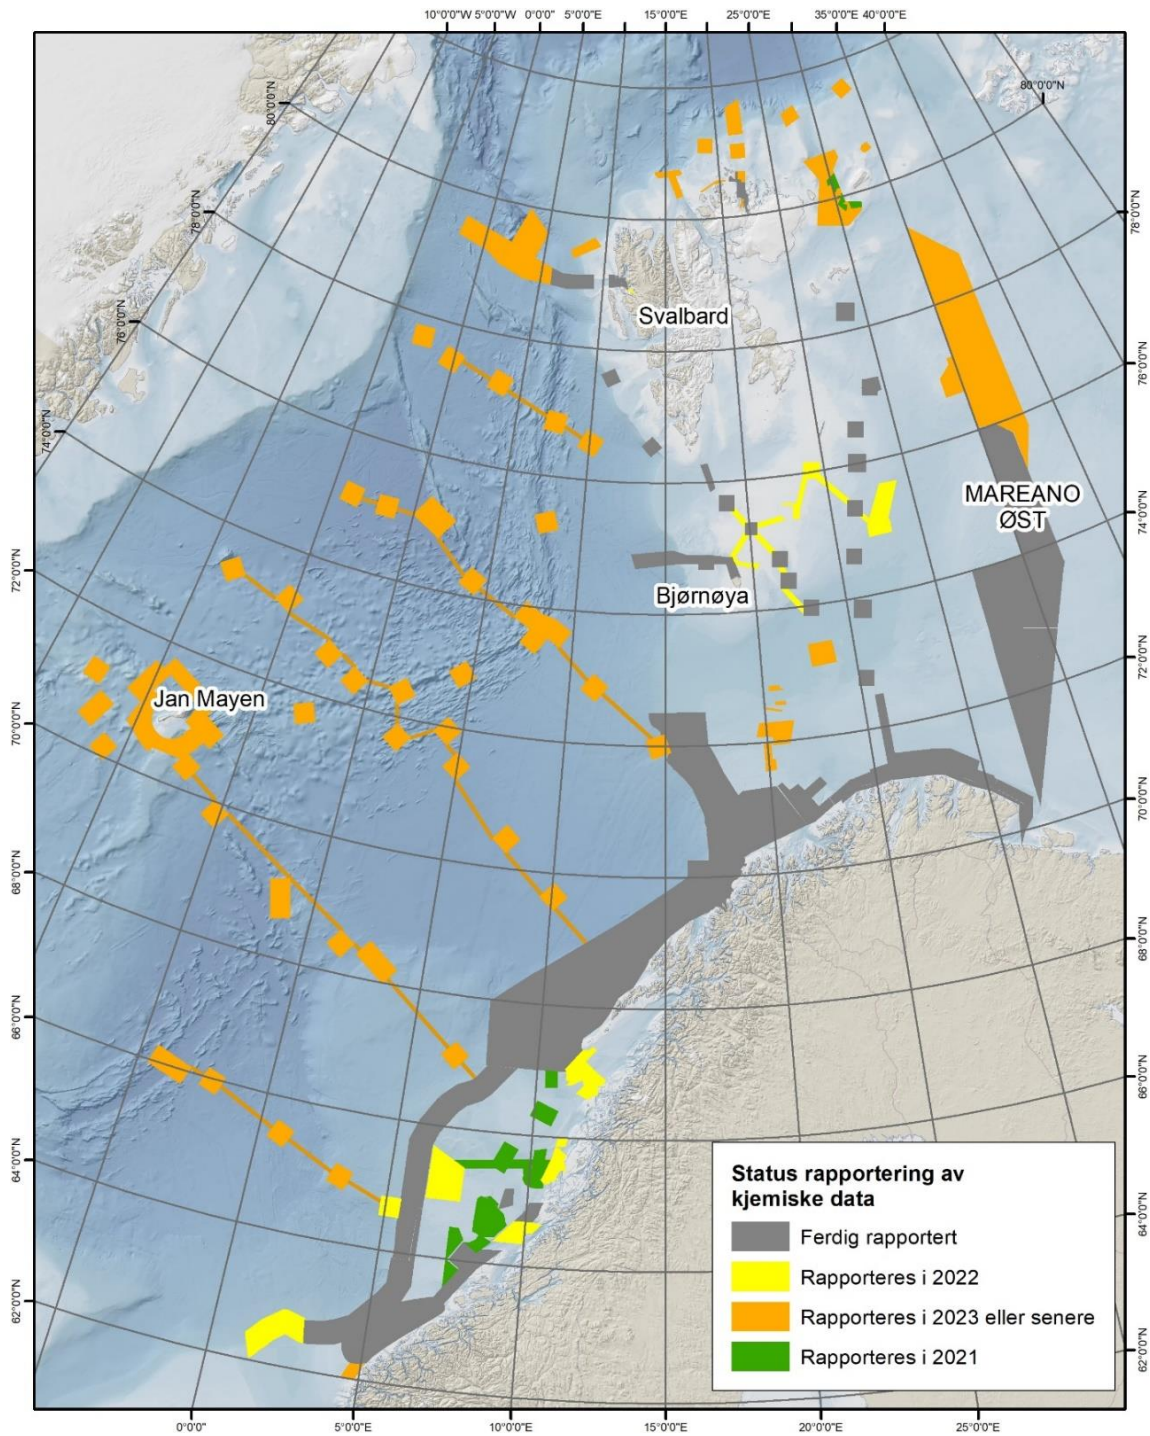 10°0'0"W 5°0'0"W 0°0'0" 5°0'0"E 15°0'0"E 25°0'0"E 35°0'0"E 40°0'0"E
80°0'0"N
80°0'0"N
78°0'0"N
78°0'0"N
76°0'0"N
Svalbard
76°0'0"N
74°0'0"N
MAREANO
ØST
74°0'0"N
72°0'0"N
Bjørnøya
72°0'0"N
Jan Mayen
70°0'0"N
70°0'0"N
68°0'0"N
68°0'0"N
66°0'0"N
66°0'0"N
64°0'0"N
Status rapportering av
kjemiske data
64°0'0"N
Ferdig rapportert
Rapporteres i 2022
62°0'0"N
Rapporteres i 2023 eller senere
62°0'0"N
Rapporteres i 2021
0°0'0" 5°0'0"E 10°0'0"E 15°0'0"E 20°0'0"E 25°0'0"E